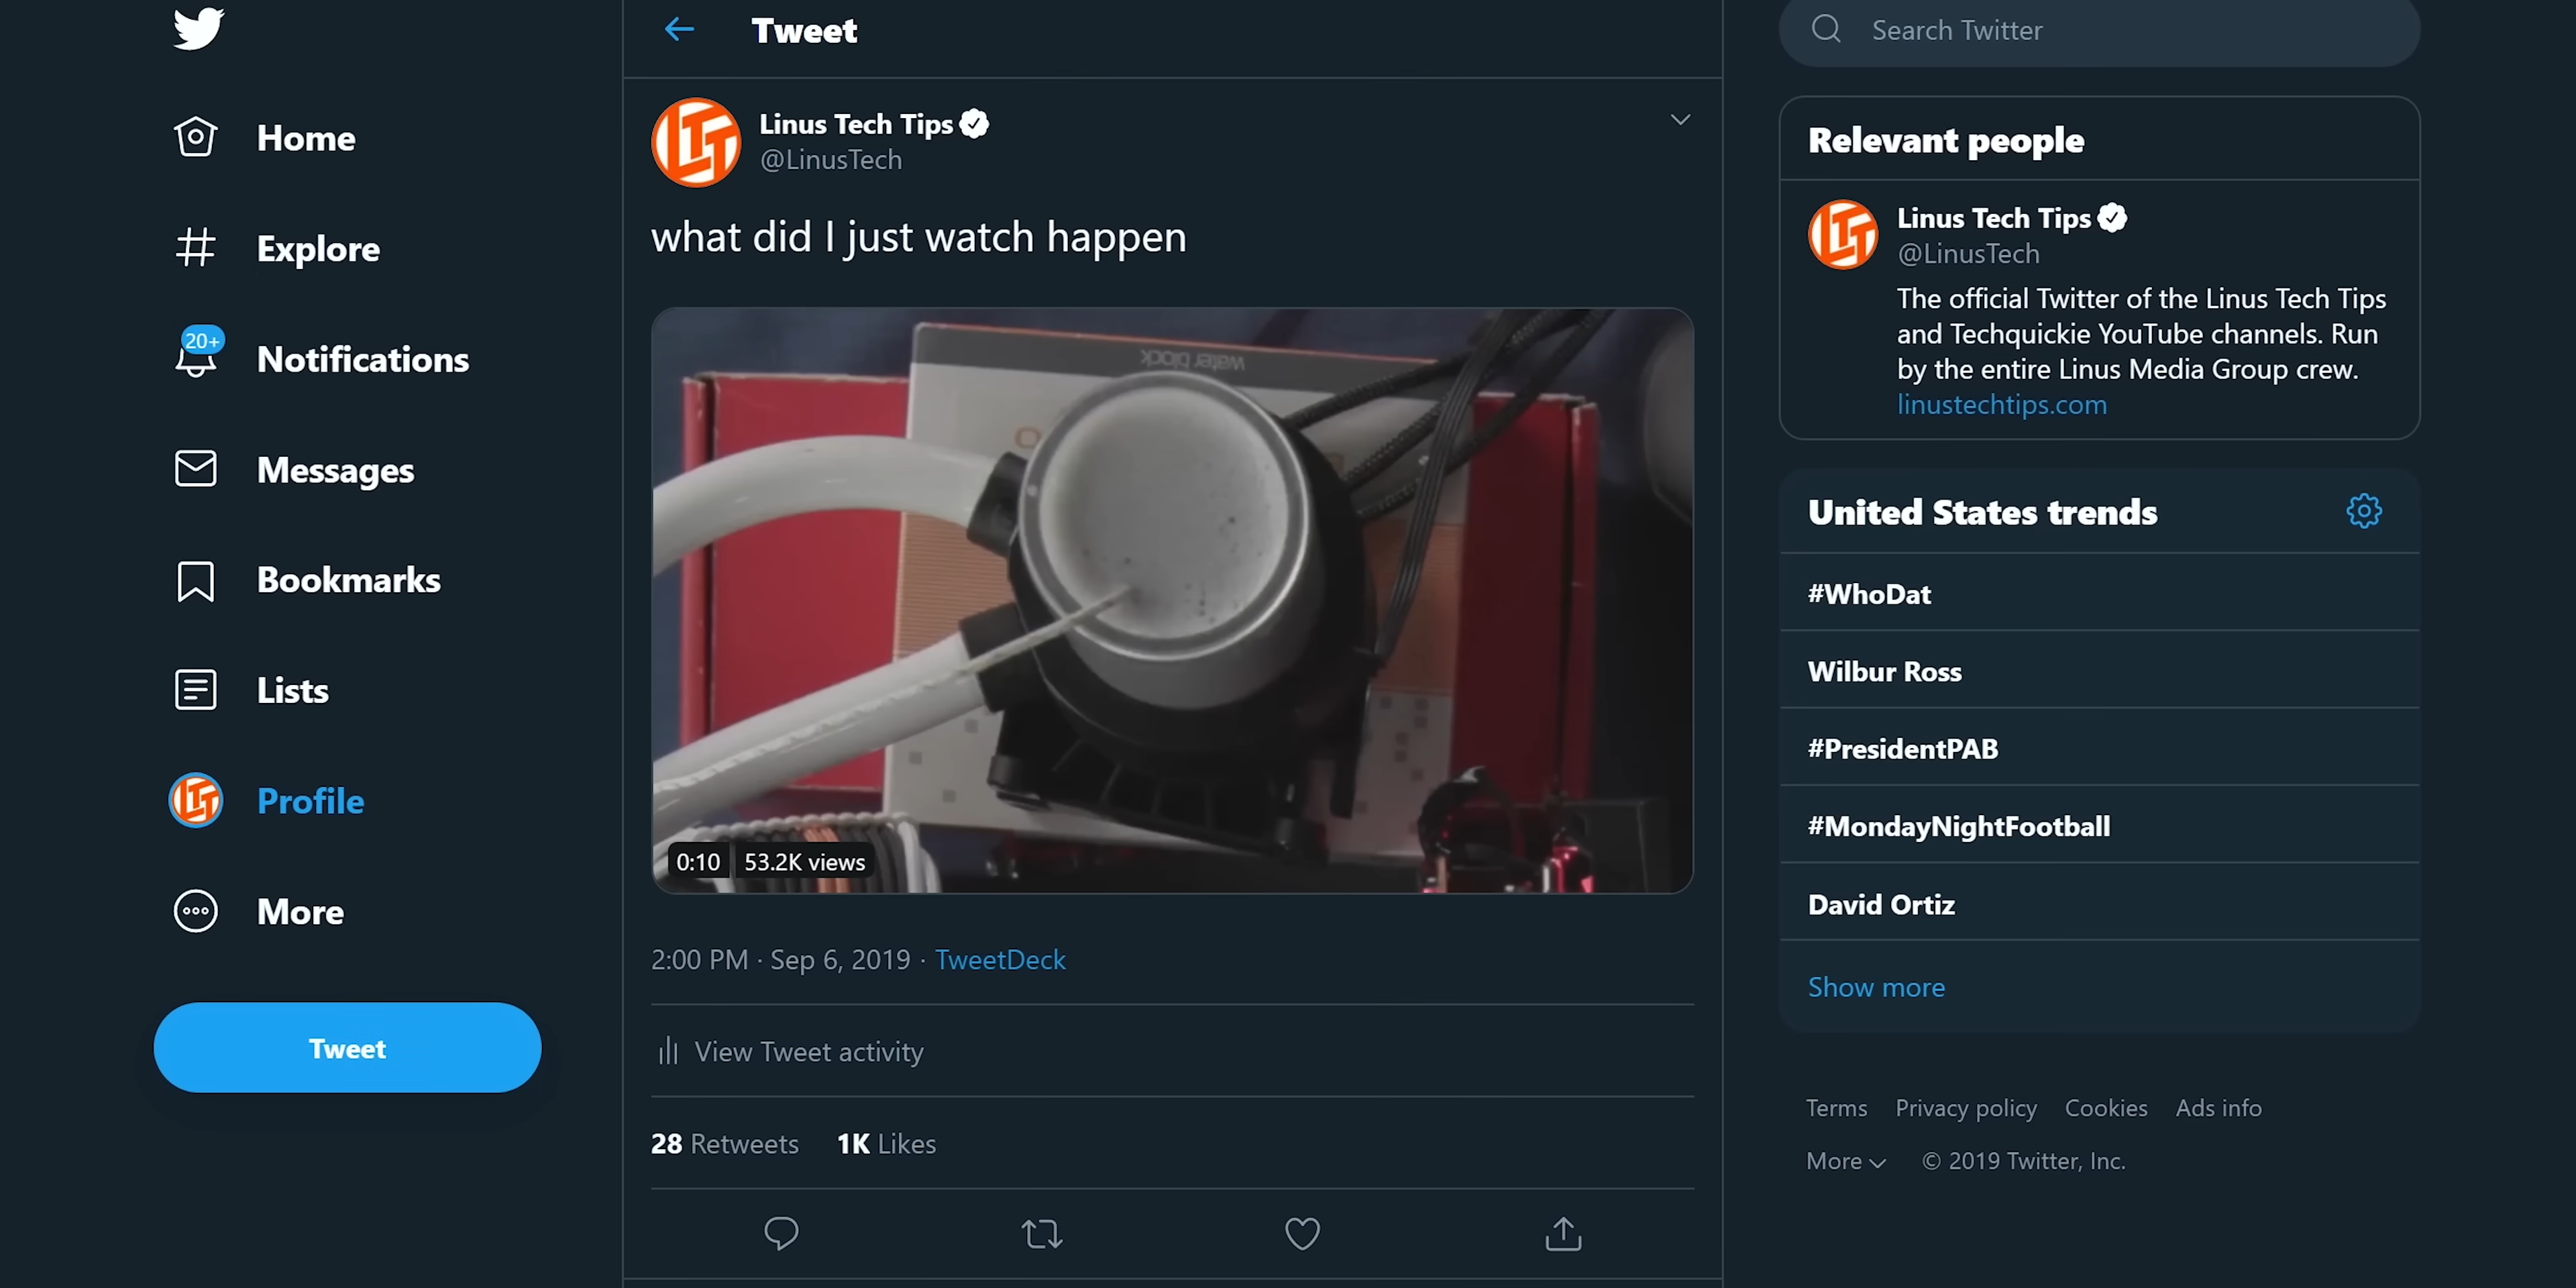 Home
Explore
20+
Notifications
Messages
Bookmarks
Lists
Profile
More
Tweet
Tweet
LTT
Linus Tech Tips
@LinusTech
what did I just watch happen
water block
0:10
53.2K views
2:00 PM · Sep 6, 2019 · TweetDeck
View Tweet activity
28 Retweets 1K Likes
Search Twitter
Relevant people
LTT
Linus Tech Tips
@LinusTech
The official Twitter of the Linus Tech Tips
and Techquickie YouTube channels. Run
by the entire Linus Media Group crew.
linustechtips.com
United States trends
#WhoDat
Wilbur Ross
#PresidentPAB
#MondayNightFootball
David Ortiz
Show more
Terms Privacy policy Cookies Ads info
More © 2019 Twitter, Inc.